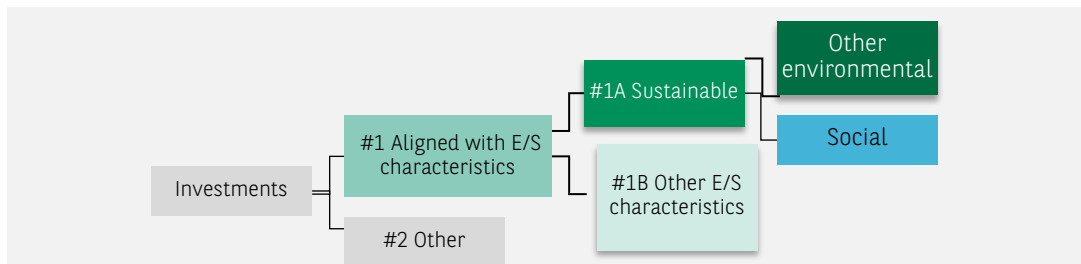 Investments
#1 Aligned with E/S
characteristics
#2 Other
#1A Sustainable
#1B Other E/S
characteristics
Other
environmental
Social